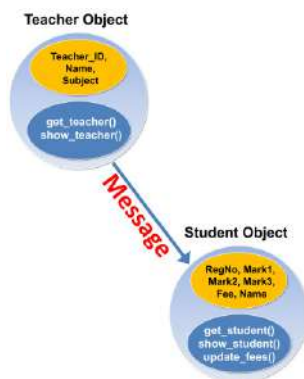 Teacher Object
Teacher_ID,
Name,
Subject
get_teacher()
show_teacher()
Message
Student Object
RegNo, Mark1,
Mark2, Mark3,
Fee, Name
get_student()
show_student()
update_fees()